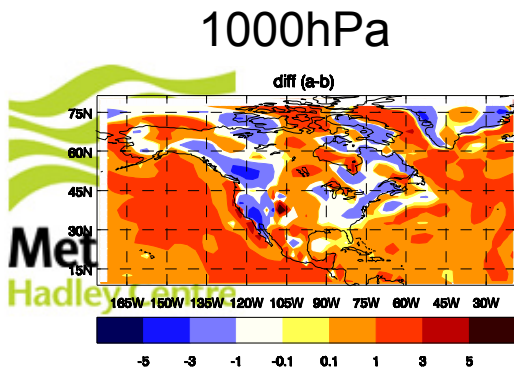 1000hPa
diff (a-b)
75N
60N
45N
30N
15N
Met
Hadley Centre
165W 150W 135W 120W 105W 90W 75W 60W 45W 30W
-5 -3 -1 -0.1 0.1 1 3 5